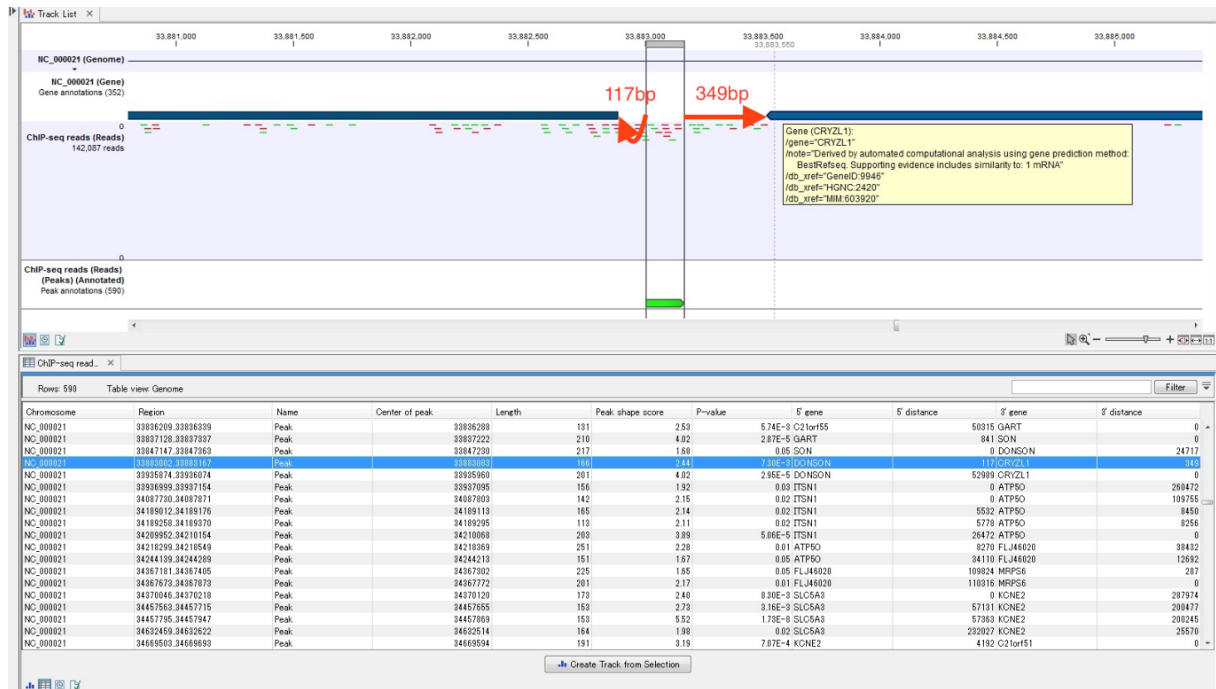 Track List ×
33,881,000 33,881,500 33,882,000 33,882,500 33,883,000 33,883,500 33,884,000 33,884,500 33,885,000
33,883,550
NC_000021 (Genome)
NC_000021 (Gene)
Gene annotations (352)
117bp 349bp
0
ChIP-seq reads (Reads)
142,087 reads
Gene (CRYZL1):
/gene="CRYZL1"
/note="Derived by automated computational analysis using gene prediction method:
BestRefseq. Supporting evidence includes similarity to: 1 mRNA"
/db_xref="GeneID:9946"
/db_xref="HGNC:2420"
/db_xref="MIM:603920"
0
ChIP-seq reads (Reads)
(Peaks) (Annotated)
Peak annotations (590)
ChIP-seq read... ×
Rows: 590 Table view: Genome Filter
Chromosome Region Name Center of peak Length Peak shape score P-value 5' gene 5' distance 3' gene 3' distance
NC_000021 33836209..33836339 Peak 33836288 131 2.53 5.74E-3 C21orf55 50315 GART 0
NC_000021 33837128..33837337 Peak 33837222 210 4.02 2.87E-5 GART 841 SON 0
NC_000021 33847147..33847363 Peak 33847230 217 1.68 0.05 SON 0 DONSON 24717
NC_000021 33883002..33883167 Peak 33883083 166 2.44 7.30E-3 DONSON 117 CRYZL1 349
NC_000021 33935874..33936074 Peak 33935960 201 4.02 2.95E-5 DONSON 52989 CRYZL1 0
NC_000021 33936999..33937154 Peak 33937095 156 1.92 0.03 ITSN1 0 ATP5O 260472
NC_000021 34087730..34087871 Peak 34087803 142 2.15 0.02 ITSN1 0 ATP5O 109755
NC_000021 34189012..34189176 Peak 34189113 165 2.14 0.02 ITSN1 5532 ATP5O 8450
NC_000021 34189258..34189370 Peak 34189295 113 2.11 0.02 ITSN1 5778 ATP5O 8256
NC_000021 34209952..34210154 Peak 34210068 203 3.89 5.06E-5 ITSN1 26472 ATP5O 0
NC_000021 34218299..34218549 Peak 34218369 251 2.28 0.01 ATP5O 8270 FLJ46020 38432
NC_000021 34244139..34244289 Peak 34244213 151 1.67 0.05 ATP5O 34110 FLJ46020 12692
NC_000021 34367181..34367405 Peak 34367302 225 1.65 0.05 FLJ46020 109824 MRPS6 287
NC_000021 34367673..34367873 Peak 34367772 201 2.17 0.01 FLJ46020 110316 MRPS6 0
NC_000021 34370046..34370218 Peak 34370120 173 2.40 8.30E-3 SLC5A3 0 KCNE2 287974
NC_000021 34457563..34457715 Peak 34457655 153 2.73 3.16E-3 SLC5A3 57131 KCNE2 200477
NC_000021 34457795..34457947 Peak 34457869 153 5.52 1.73E-8 SLC5A3 57363 KCNE2 200245
NC_000021 34632459..34632622 Peak 34632514 164 1.98 0.02 SLC5A3 232027 KCNE2 25570
NC_000021 34669503..34669693 Peak 34669594 191 3.19 7.07E-4 KCNE2 4192 C21orf51 0
Create Track from Selection